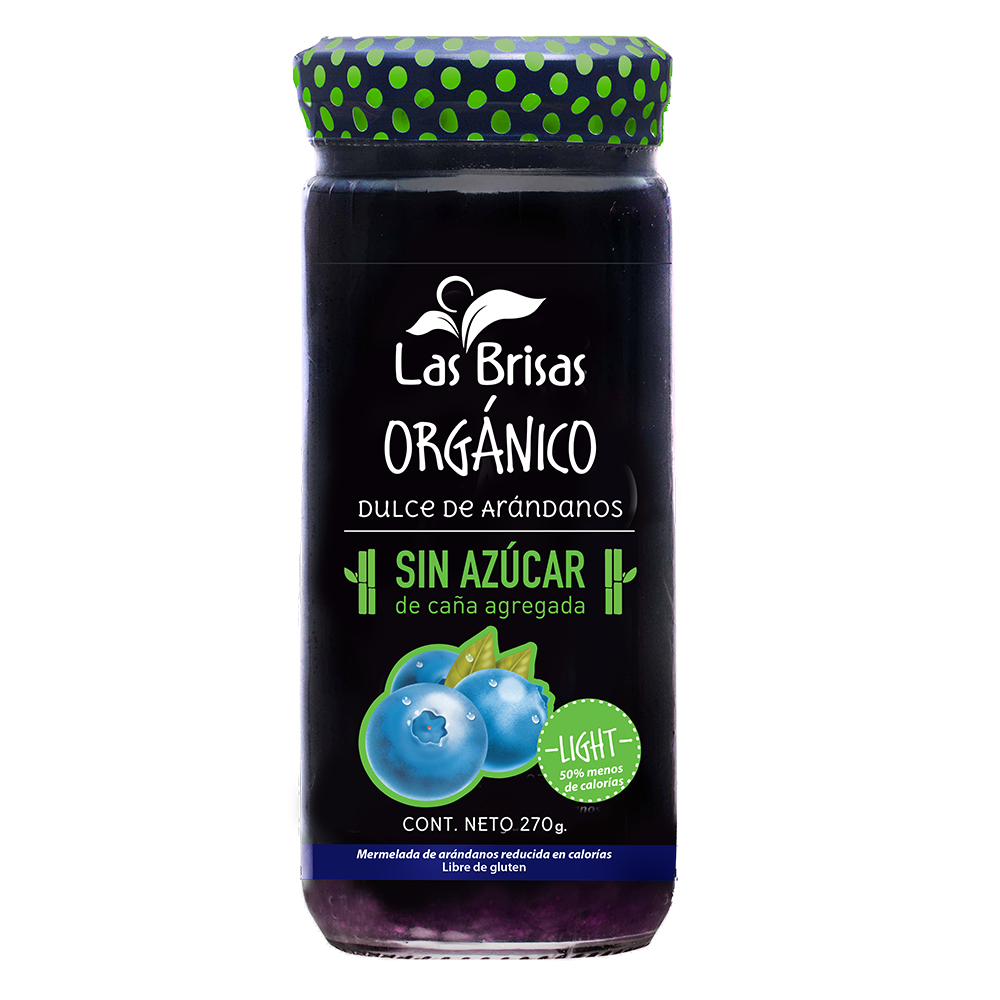 Las Brisas
ORGÁNICO
DULCE DE ARÁNDANOS
SIN AZÚCAR
de caña agregada
-LIGHT-
50% menos
de calorías
CONT. NETO 270g.
Mermelada de arándanos reducida en calorías
Libre de gluten